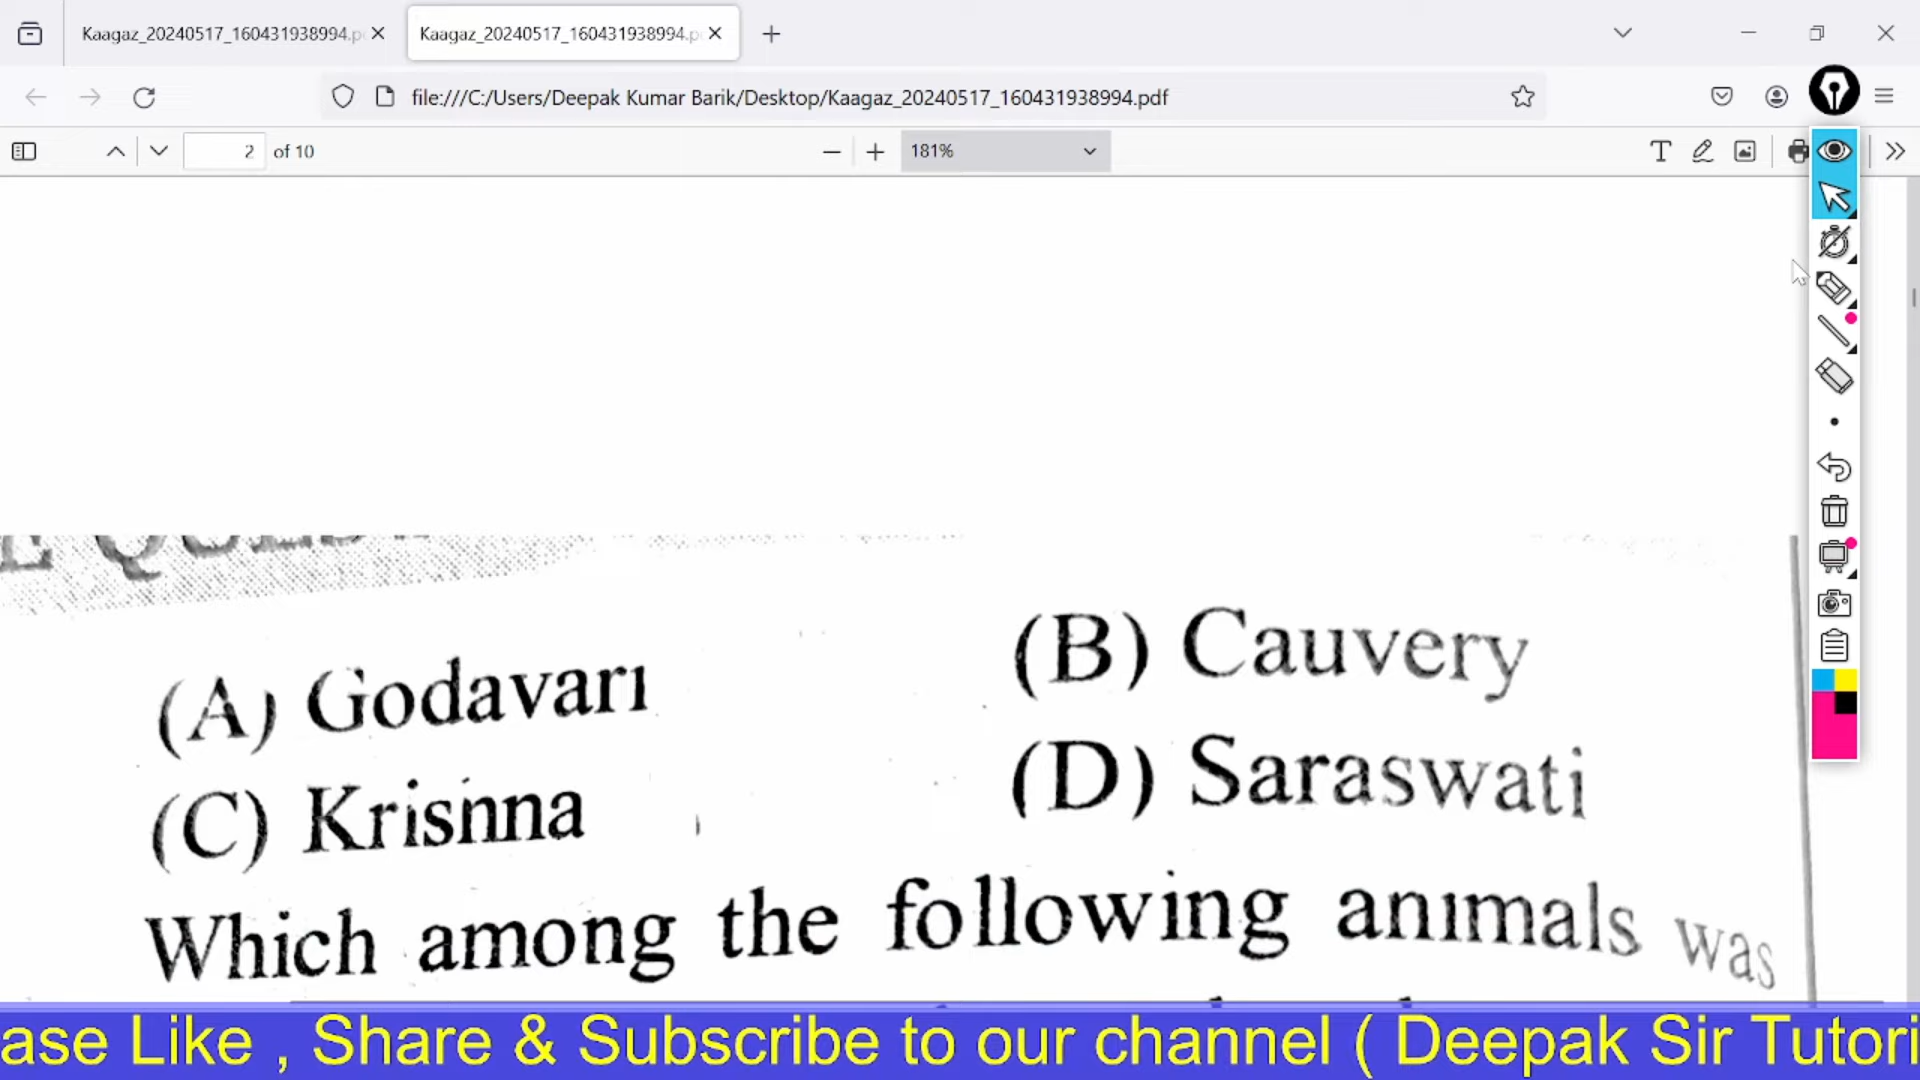 Kaagaz_20240517_160431938994.p
Kaagaz_20240517_160431938994.p
file:///C:/Users/Deepak Kumar Barik/Desktop/Kaagaz_20240517_160431938994.pdf
2 of 10
181%
(A) Godavari
(B) Cauvery
(C) Krishna
(D) Saraswati
Which among the following animals was
ase Like , Share & Subscribe to our channel ( Deepak Sir Tutori